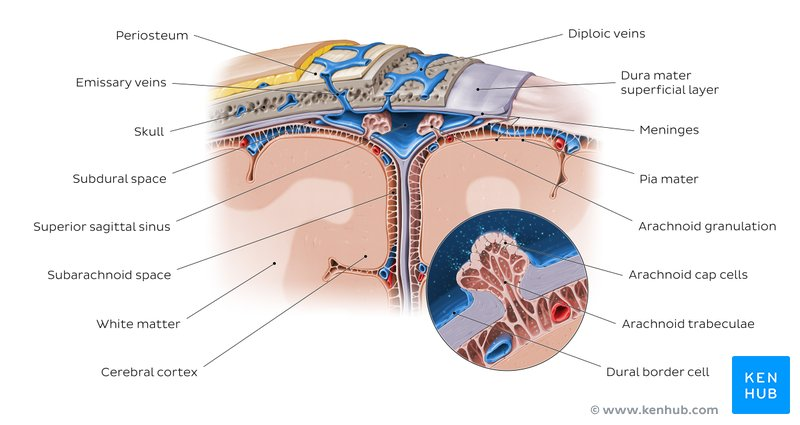 Periosteum
Emissary veins
Skull
Subdural space
Superior sagittal sinus
Subarachnoid space
White matter
Cerebral cortex
Diploic veins
Dura mater
superficial layer
Meninges
Pia mater
Arachnoid granulation
Arachnoid cap cells
Arachnoid trabeculae
Dural border cell
KEN
HUB
© www.kenhub.com